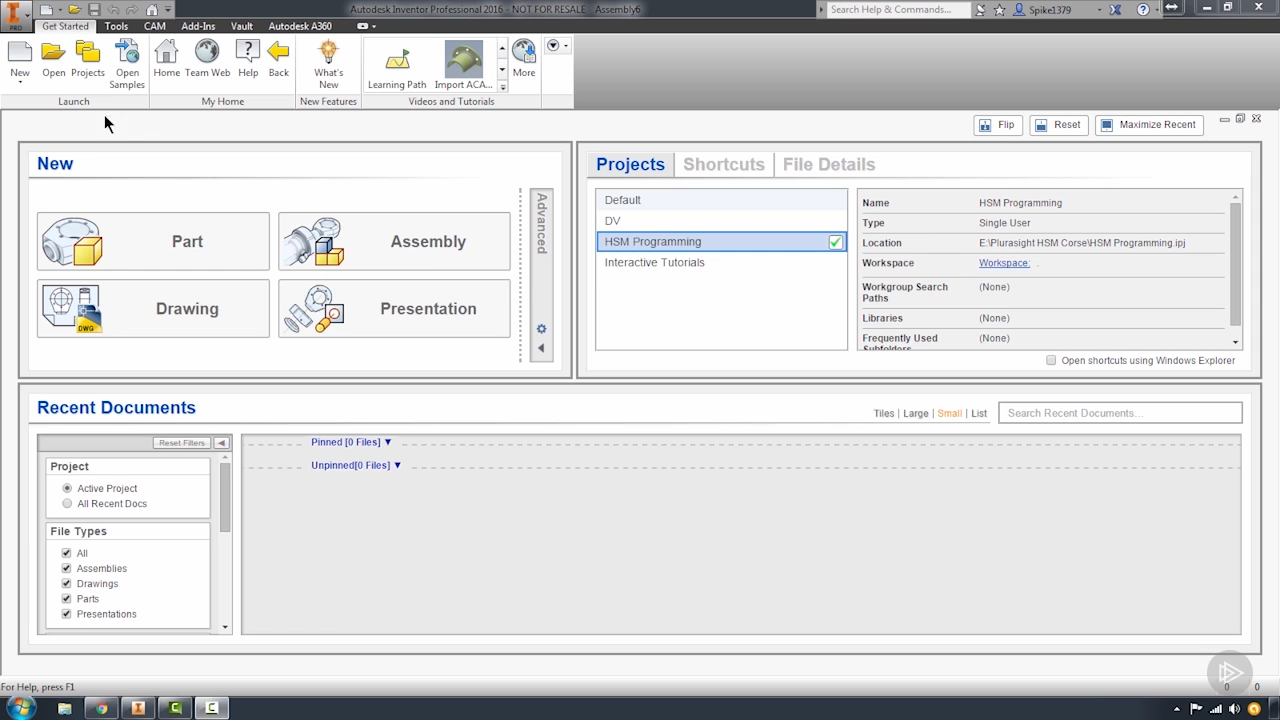 Autodesk Inventor Professional 2016 - NOT FOR RESALE Assembly6
Search Help & Commands...
Spike1379
PRO
Get Started Tools CAM Add-Ins Vault Autodesk A360
New Open Projects Open Samples Home Team Web Help Back What's New Learning Path Import ACA... More
Launch My Home New Features Videos and Tutorials
Flip Reset Maximize Recent
New
Part Assembly
Drawing Presentation
DWG
Advanced
Projects Shortcuts File Details
Default
DV
HSM Programming
Interactive Tutorials
Name HSM Programming
Type Single User
Location E:\Plurasight HSM Corse\HSM Programming.ipj
Workspace Workspace: .
Workgroup Search Paths (None)
Libraries (None)
Frequently Used Subfolders (None)
Open shortcuts using Windows Explorer
Recent Documents
Tiles | Large | Small | List
Search Recent Documents...
Reset Filters
Project
Active Project
All Recent Docs
File Types
All
Assemblies
Drawings
Parts
Presentations
Pinned [0 Files]
Unpinned[0 Files]
For Help, press F1
0 0